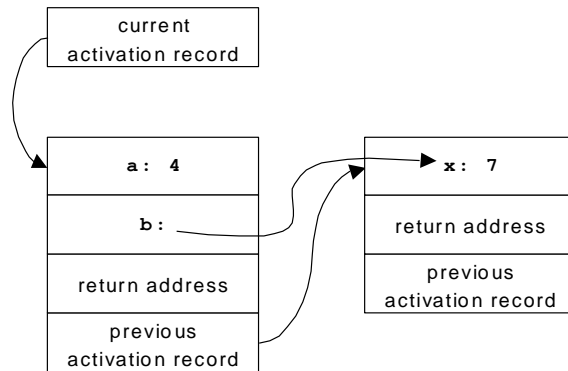 current
activation record
a: 4
b:
return address
previous
activation record
x: 7
return address
previous
activation record